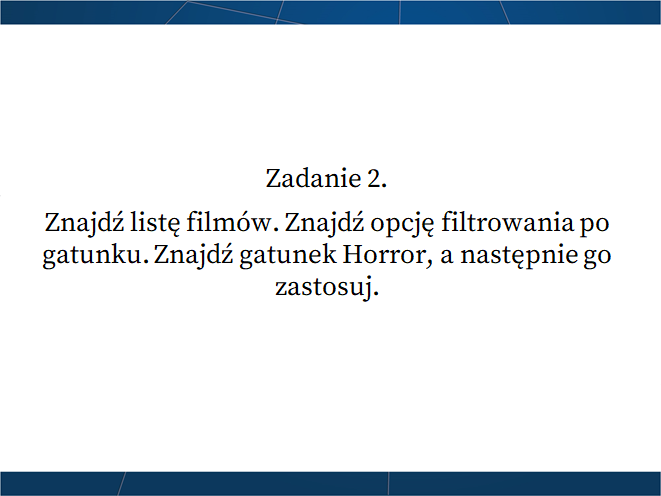 Zadanie 2.
Znajdź listę filmów. Znajdź opcję filtrowania po
gatunku. Znajdź gatunek Horror, a następnie go
zastosuj.